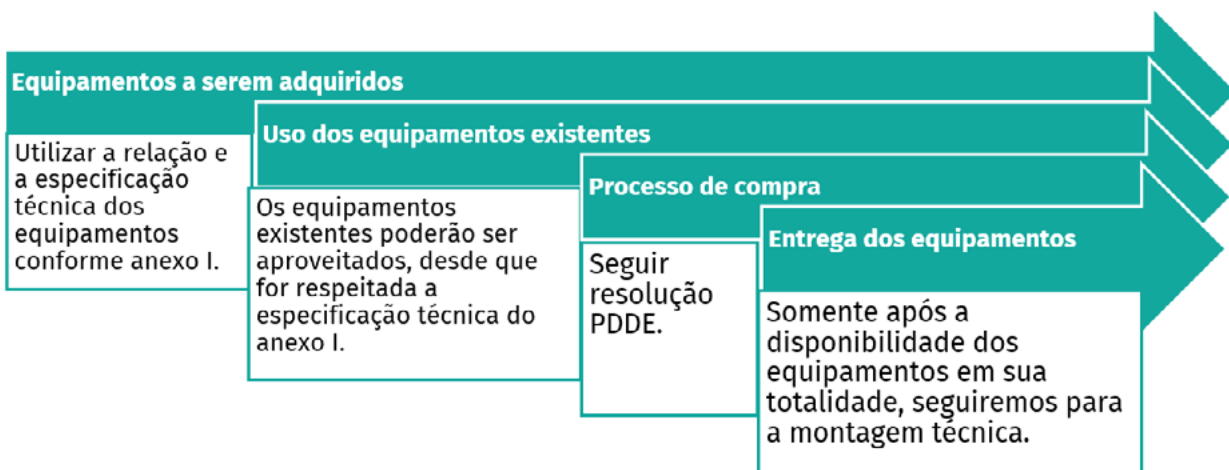 Equipamentos a serem adquiridos
Utilizar a relação e
a especificação
técnica dos
equipamentos
conforme anexo I.
Uso dos equipamentos existentes
Os equipamentos
existentes poderão ser
aproveitados, desde que
for respeitada a
especificação técnica do
anexo I.
Processo de compra
Seguir
resolução
PDDE.
Entrega dos equipamentos
Somente após a
disponibilidade dos
equipamentos em sua
totalidade, seguiremos para
a montagem técnica.